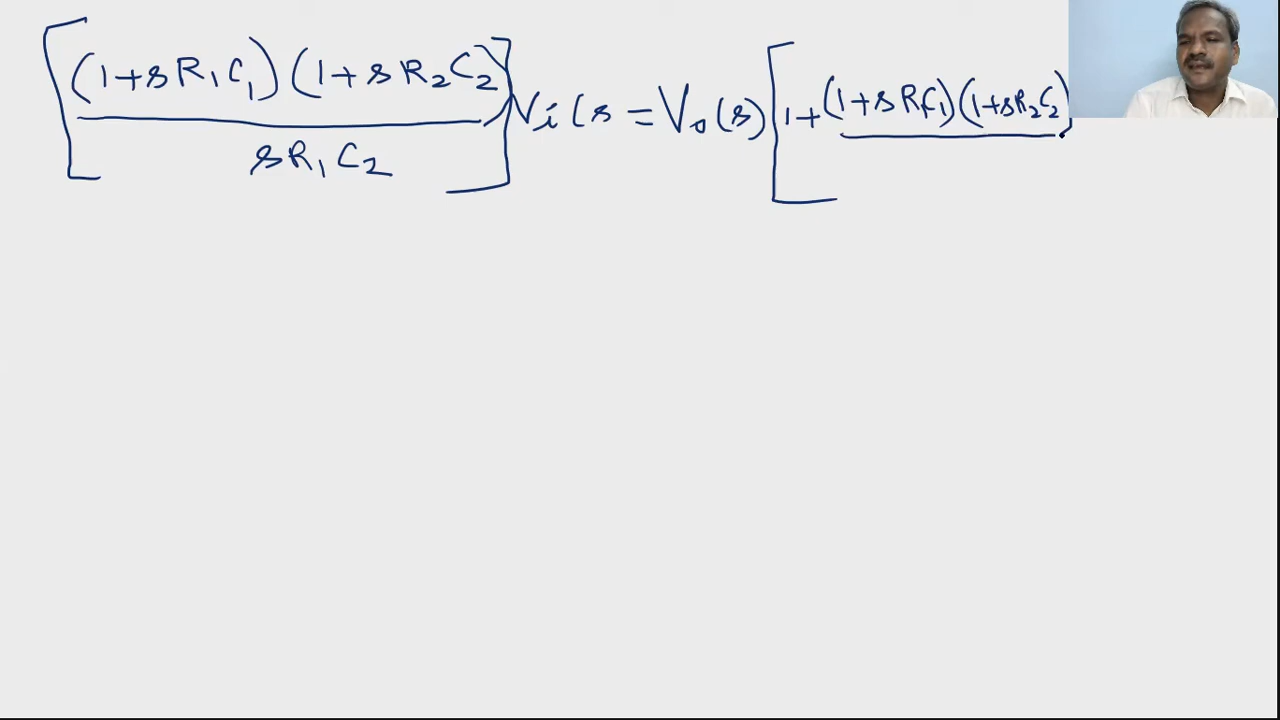 [(1+sR₁C₁)(1+sR₂C₂)/sR₁C₂] Vi(s = Vo(s) [1+ (1+sRC₁)(1+sR₂C₂)/